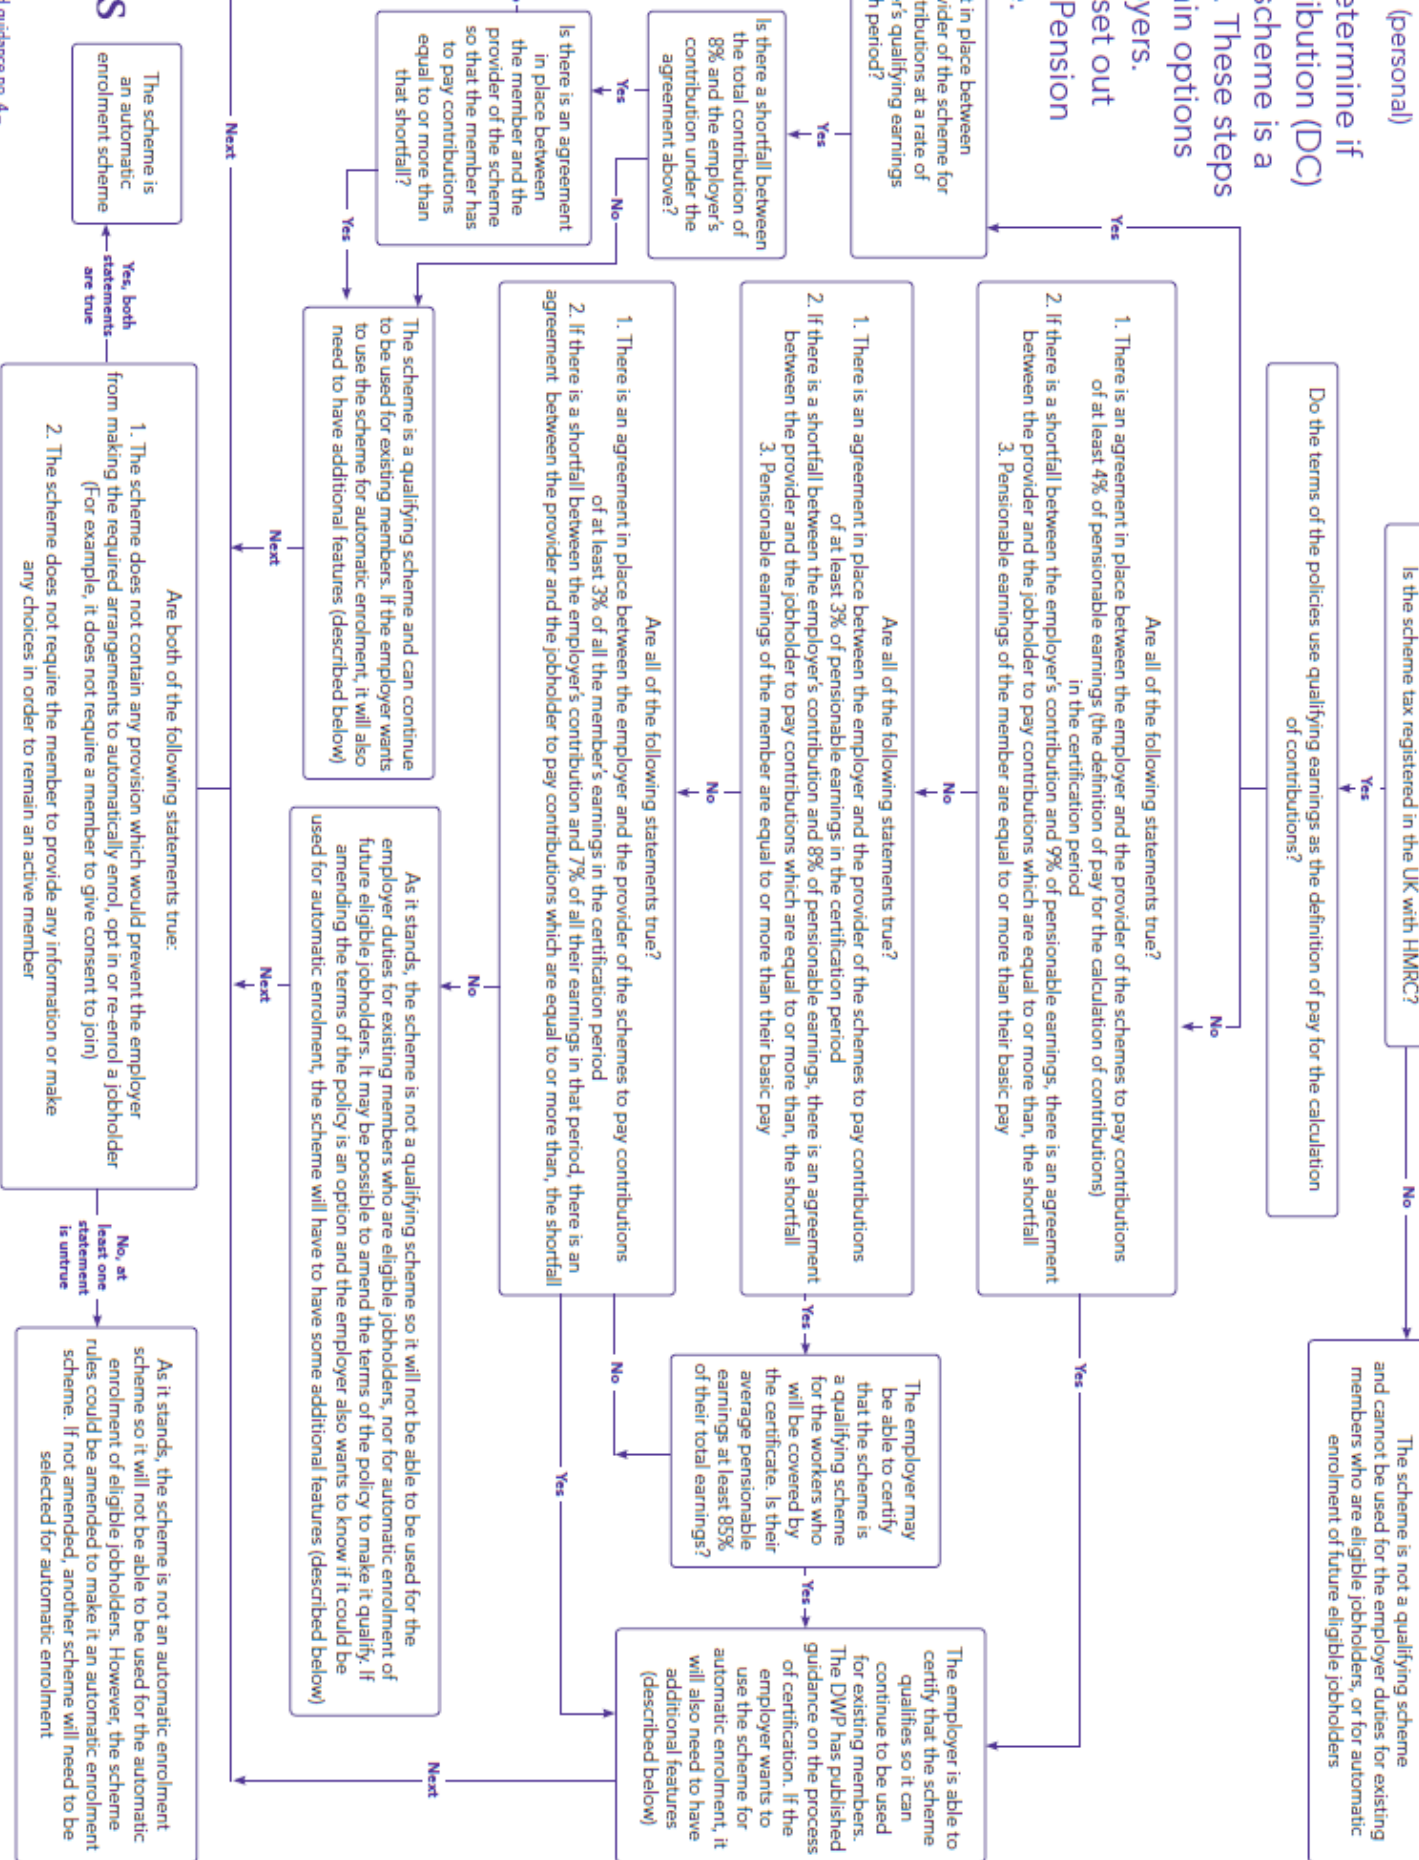 (personal)
etermine if
ibution (DC)
scheme is a
. These steps
in options
yers.
set out
Pension
Is the scheme tax registered in the UK with HMRC?
Yes
No
The scheme is not a qualifying scheme
and cannot be used for the employer duties for existing
members who are eligible jobholders, or for automatic
enrolment of future eligible jobholders
Do the terms of the policies use qualifying earnings as the definition of pay for the calculation
of contributions?
Yes
No
t in place between
vider of the scheme for
tributions at a rate of
r's qualifying earnings
h period?
Yes
Is there a shortfall between
the total contribution of
8% and the employer's
contribution under the
agreement above?
Yes
No
Is there is an agreement
in place between
the member and the
provider of the scheme
so that the member has
to pay contributions
equal to or more than
that shortfall?
Yes
Are all of the following statements true?
1. There is an agreement in place between the employer and the provider of the schemes to pay contributions
of at least 4% of pensionable earnings (the definition of pay for the calculation of contributions)
in the certification period
2. If there is a shortfall between the employer's contribution and 9% of pensionable earnings, there is an agreement
between the provider and the jobholder to pay contributions which are equal to or more than, the shortfall
3. Pensionable earnings of the member are equal to or more than their basic pay
No
Yes
Are all of the following statements true?
1. There is an agreement in place between the employer and the provider of the schemes to pay contributions
of at least 3% of pensionable earnings in the certification period
2. If there is a shortfall between the employer's contribution and 8% of pensionable earnings, there is an agreement
between the provider and the jobholder to pay contributions which are equal to or more than, the shortfall
3. Pensionable earnings of the member are equal to or more than their basic pay
No
Yes
The employer may
be able to certify
that the scheme is
a qualifying scheme
for the workers who
will be covered by
the certificate. Is their
average pensionable
earnings at least 85%
of their total earnings?
Yes
No
Are all of the following statements true?
1. There is an agreement in place between the employer and the provider of the schemes to pay contributions
of at least 3% of all the member's earnings in the certification period
2. If there is a shortfall between the employer's contribution and 7% of all their earnings in that period, there is an
agreement between the provider and the jobholder to pay contributions which are equal to or more than, the shortfall
No
Yes
The employer is able to
certify that the scheme
qualifies so it can
continue to be used
for existing members.
The DWP has published
guidance on the process
of certification. If the
employer wants to
use the scheme for
automatic enrolment, it
will also need to have
additional features
(described below)
Next
The scheme is a qualifying scheme and can continue
to be used for existing members. If the employer wants
to use the scheme for automatic enrolment, it will also
need to have additional features (described below)
Next
As it stands, the scheme is not a qualifying scheme so it will not be able to be used for the
employer duties for existing members who are eligible jobholders, nor for automatic enrolment of
future eligible jobholders. It may be possible to amend the terms of the policy to make it qualify. If
amending the terms of the policy is an option and the employer also wants to know if it could be
used for automatic enrolment, the scheme will have to have some additional features (described below)
Next
Next
Are both of the following statements true:
1. The scheme does not contain any provision which would prevent the employer
from making the required arrangements to automatically enrol, opt in or re-enrol a jobholder
(For example, it does not require a member to give consent to join)
2. The scheme does not require the member to provide any information or make
any choices in order to remain an active member
Yes, both
statements
are true
The scheme is
an automatic
enrolment scheme
No, at
least one
statement
is untrue
As it stands, the scheme is not an automatic enrolment
scheme so it will not be able to be used for the automatic
enrolment of eligible jobholders. However, the scheme
rules could be amended to make it an automatic enrolment
scheme. If not amended, another scheme will need to be
selected for automatic enrolment
s